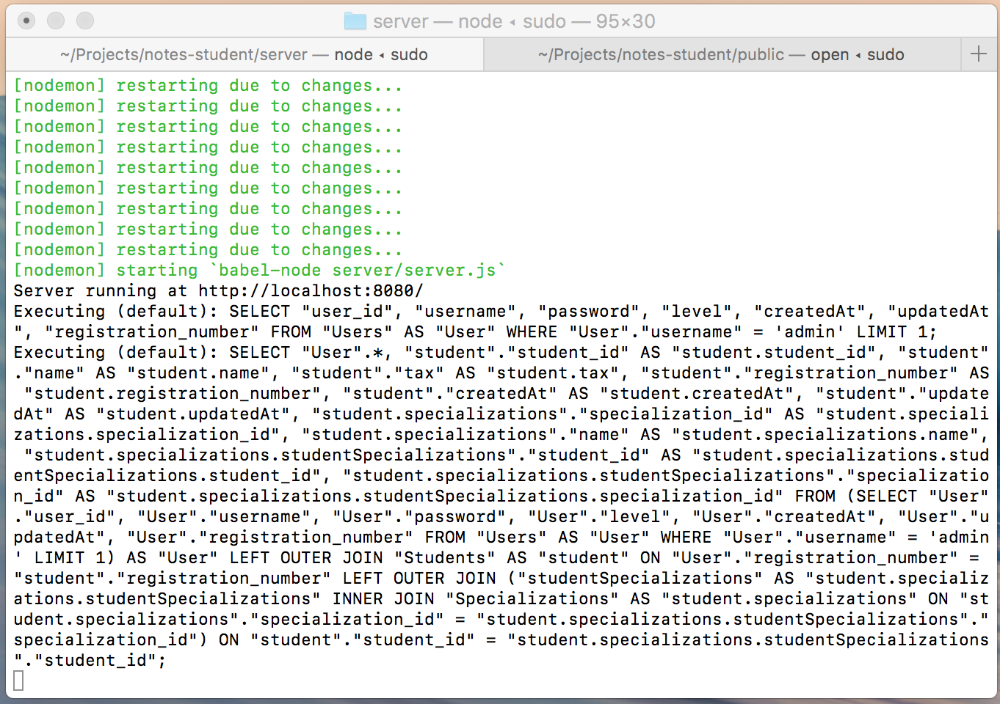 server — node ◂ sudo — 95×30
~/Projects/notes-student/server — node ◂ sudo
~/Projects/notes-student/public — open ◂ sudo
[nodemon] restarting due to changes...
[nodemon] restarting due to changes...
[nodemon] restarting due to changes...
[nodemon] restarting due to changes...
[nodemon] restarting due to changes...
[nodemon] restarting due to changes...
[nodemon] restarting due to changes...
[nodemon] restarting due to changes...
[nodemon] restarting due to changes...
[nodemon] starting `babel-node server/server.js`
Server running at http://localhost:8080/
Executing (default): SELECT "user_id", "username", "password", "level", "createdAt", "updatedAt
", "registration_number" FROM "Users" AS "User" WHERE "User"."username" = 'admin' LIMIT 1;
Executing (default): SELECT "User".*, "student"."student_id" AS "student.student_id", "student"
."name" AS "student.name", "student"."tax" AS "student.tax", "student"."registration_number" AS
 "student.registration_number", "student"."createdAt" AS "student.createdAt", "student"."update
dAt" AS "student.updatedAt", "student.specializations"."specialization_id" AS "student.speciali
zations.specialization_id", "student.specializations"."name" AS "student.specializations.name",
 "student.specializations.studentSpecializations"."student_id" AS "student.specializations.stud
entSpecializations.student_id", "student.specializations.studentSpecializations"."specializatio
n_id" AS "student.specializations.studentSpecializations.specialization_id" FROM (SELECT "User"
."user_id", "User"."username", "User"."password", "User"."level", "User"."createdAt", "User"."u
pdatedAt", "User"."registration_number" FROM "Users" AS "User" WHERE "User"."username" = 'admin
' LIMIT 1) AS "User" LEFT OUTER JOIN "Students" AS "student" ON "User"."registration_number" =
"student"."registration_number" LEFT OUTER JOIN ("studentSpecializations" AS "student.specializ
ations.studentSpecializations" INNER JOIN "Specializations" AS "student.specializations" ON "st
udent.specializations"."specialization_id" = "student.specializations.studentSpecializations"."
specialization_id") ON "student"."student_id" = "student.specializations.studentSpecializations
"."student_id";